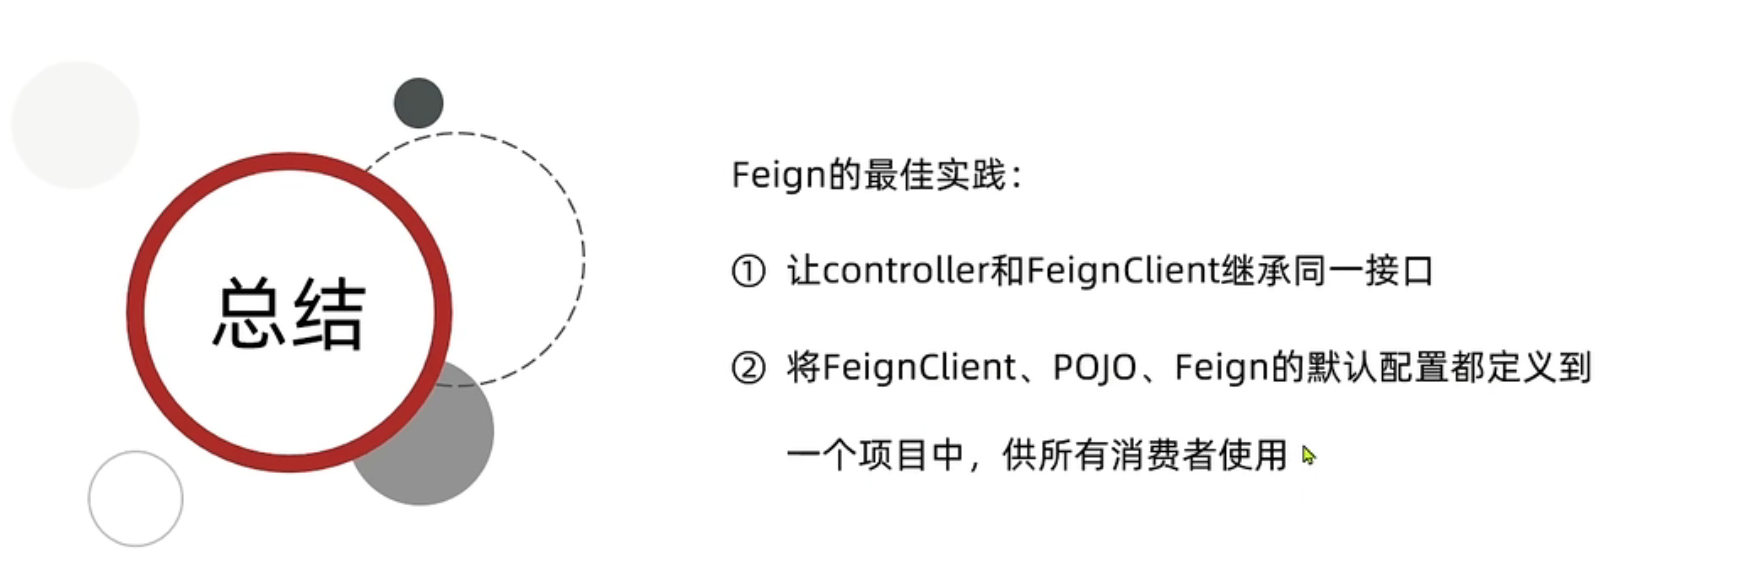 总结
Feign的最佳实践：
① 让controller和FeignClient继承同一接口
② 将FeignClient、POJO、Feign的默认配置都定义到
一个项目中，供所有消费者使用